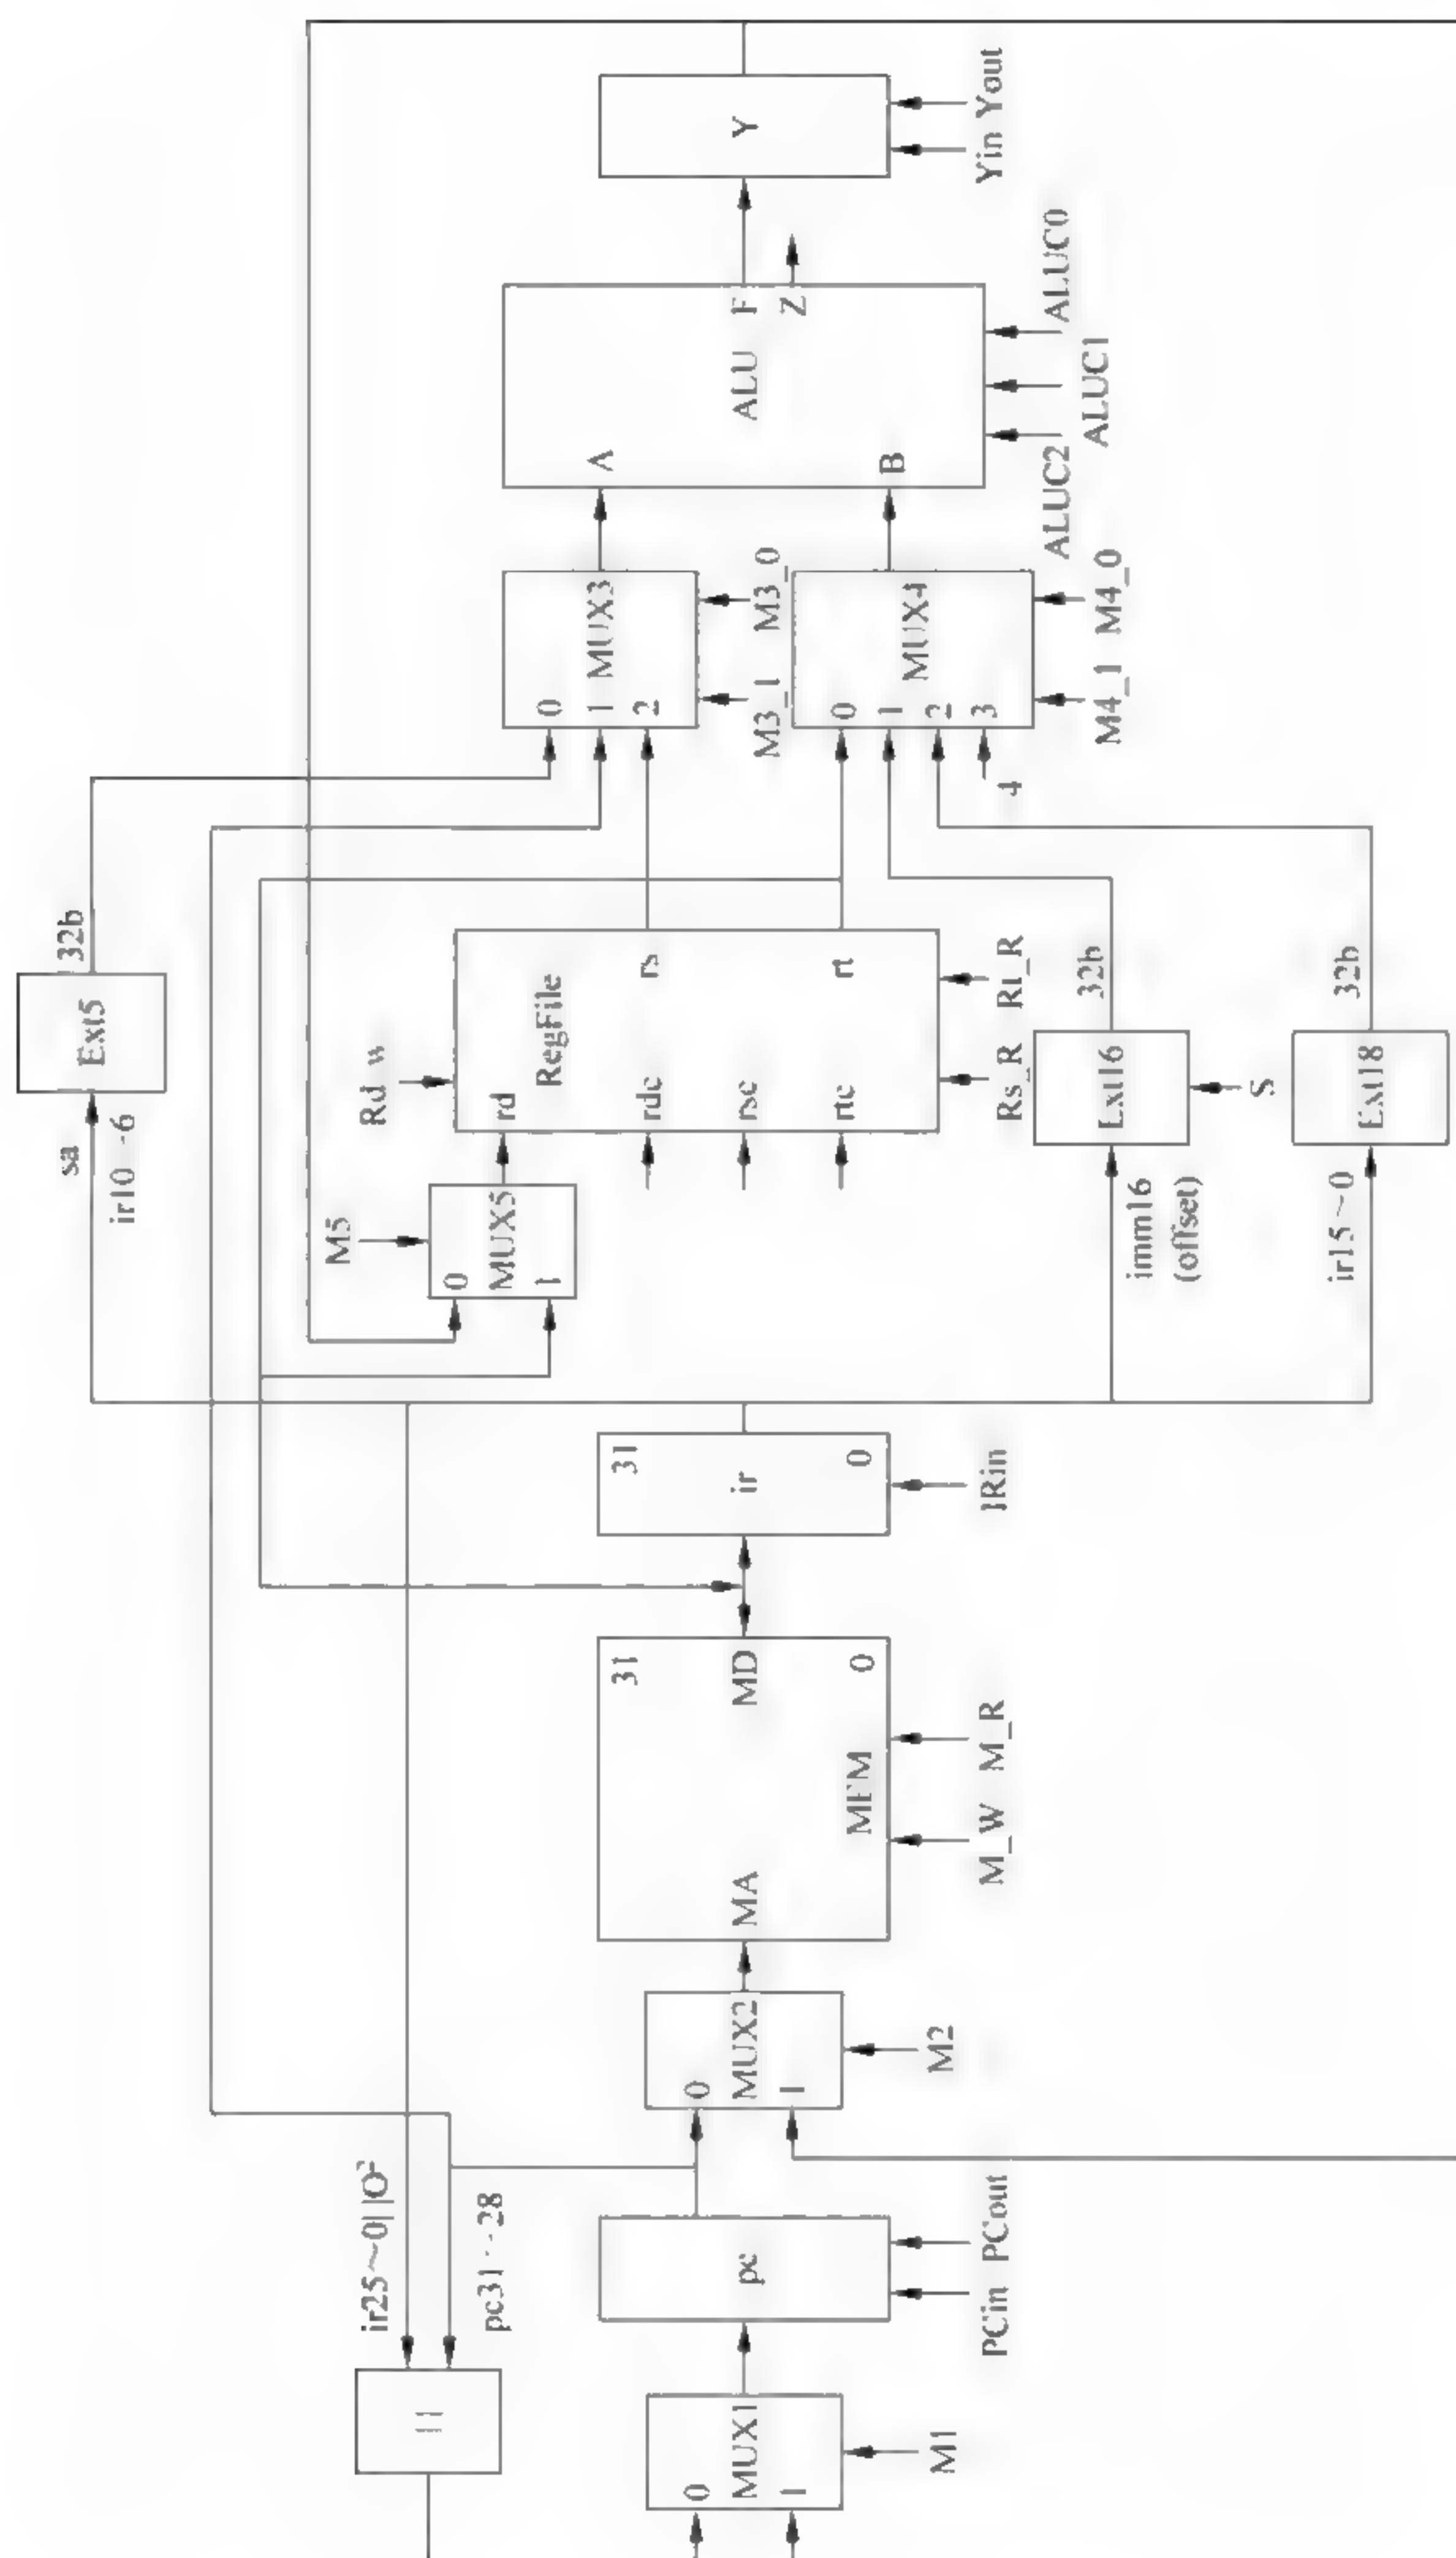 sa
ir10~6
Ext5
32b
ir25~0||0²
pc31~28
||
0
MUX1
1
M1
pc
PCin
PCout
0
MUX2
1
M2
MA
MEM
31
MD
0
M_W
M_R
31
ir
0
IRin
M5
0
MUX5
1
Rd_w
rd
RegFile
rdc
rsc
rtc
rs
rt
Rs_R
Rt_R
imm16
(offset)
Ext16
S
32b
ir15~0
Ext18
32b
0
1
2
MUX3
M3_1
M3_0
0
1
2
3
4
MUX4
M4_1
M4_0
A
B
ALU
F
Z
ALUC2
ALUC1
ALUC0
Y
Yin
Yout